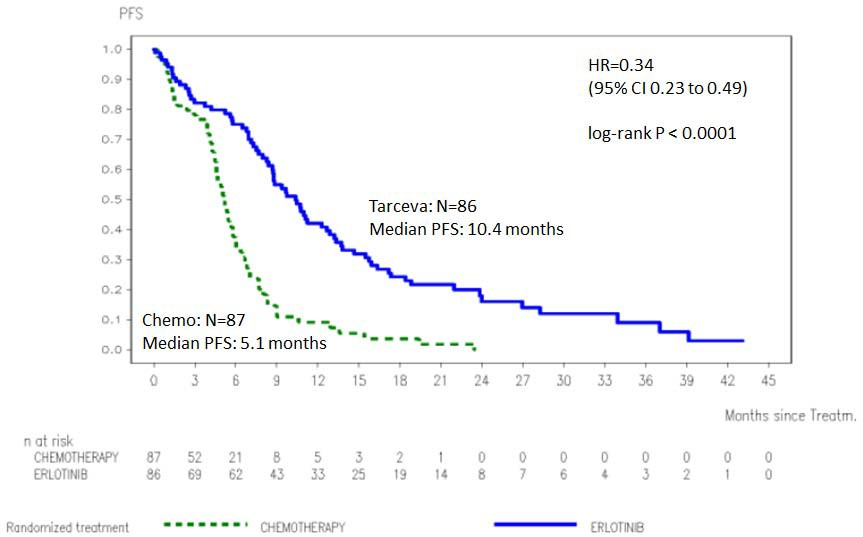 PFS
1.0
0.9
0.8
0.7
0.6
0.5
0.4
0.3
0.2
0.1
0.0
HR=0.34
(95% CI 0.23 to 0.49)
log-rank P < 0.0001
Tarceva: N=86
Median PFS: 10.4 months
Chemo: N=87
Median PFS: 5.1 months
0 3 6 9 12 15 18 21 24 27 30 33 36 39 42 45
Months since Treatm.
n at risk
CHEMOTHERAPY 87 52 21 8 5 3 2 1 0 0 0 0 0 0 0 0
ERLOTINIB 86 69 62 43 33 25 19 14 8 7 6 4 3 2 1 0
Randomized treatment CHEMOTHERAPY ERLOTINIB